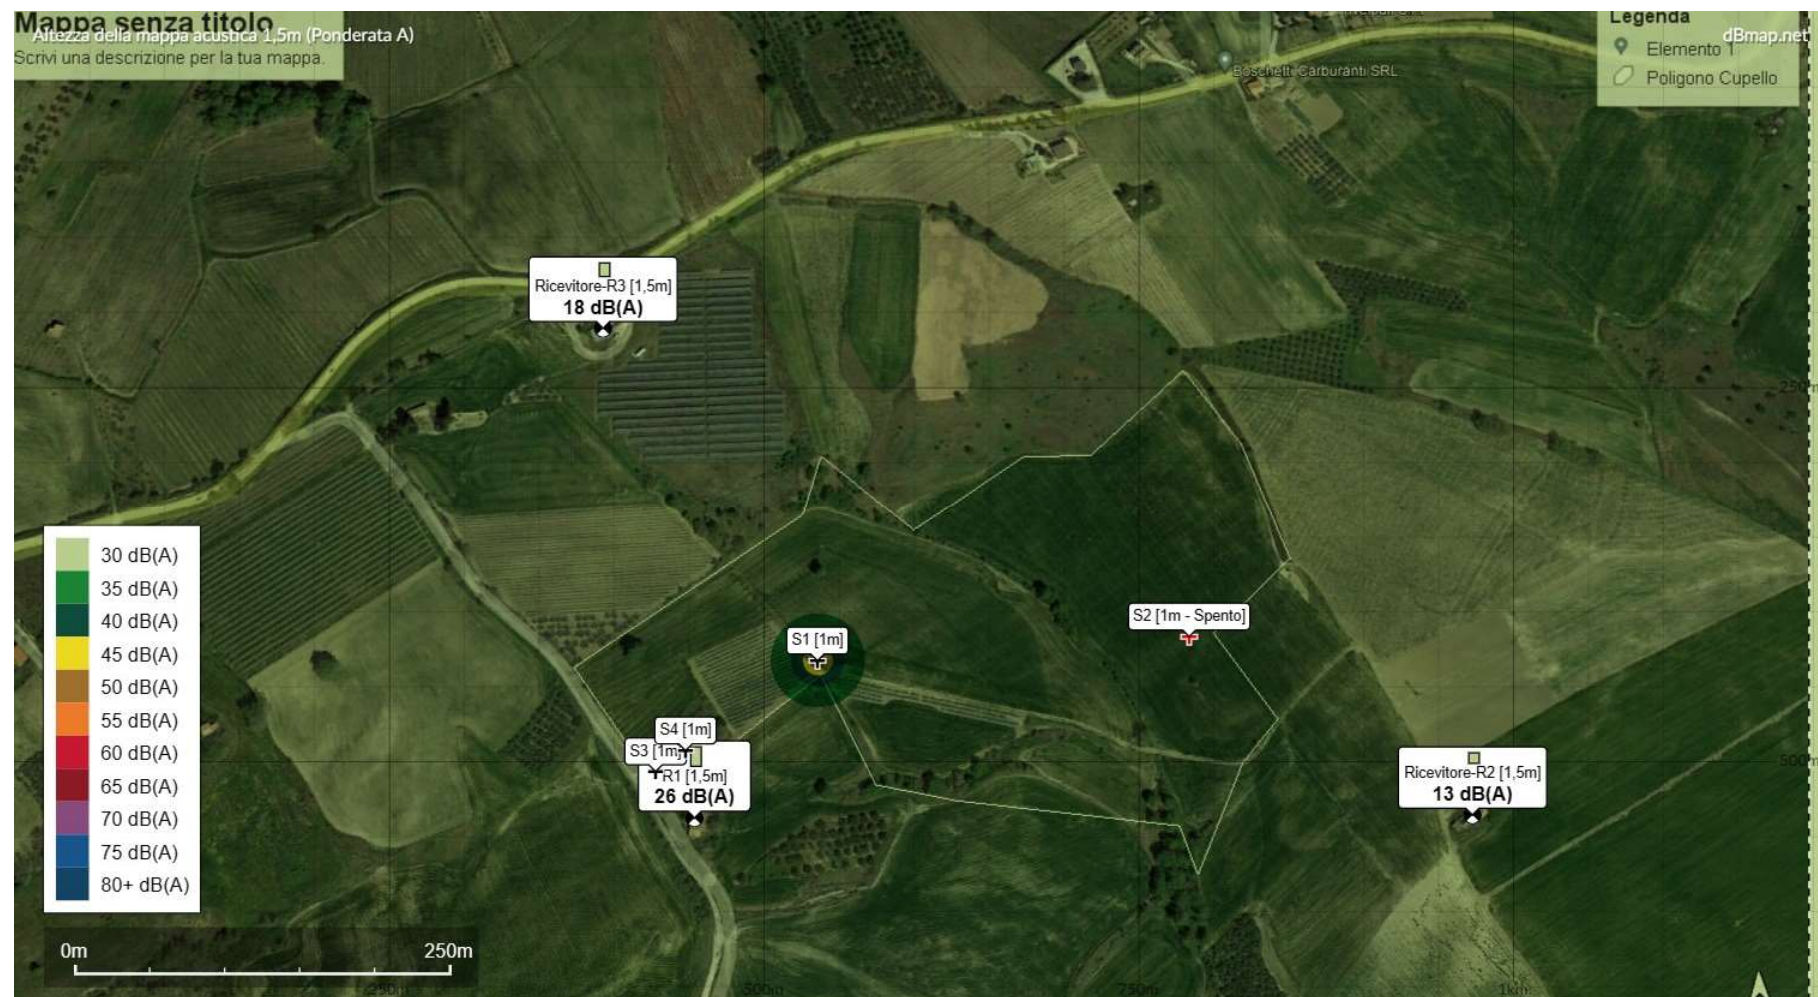 Mappa senza titolo
Altezza della mappa acustica 1,5m (Ponderata A)
Scrivi una descrizione per la tua mappa.
Legenda
dBmap.net
Elemento 1
Poligono Cupello
Boschetti Carburanti SRL
Ricevitore-R3 [1,5m]
18 dB(A)
250m
30 dB(A)
35 dB(A)
40 dB(A)
45 dB(A)
50 dB(A)
55 dB(A)
60 dB(A)
65 dB(A)
70 dB(A)
75 dB(A)
80+ dB(A)
S2 [1m - Spento]
S1 [1m]
S4 [1m]
S3 [1m]
R1 [1,5m]
26 dB(A)
500m
Ricevitore-R2 [1,5m]
13 dB(A)
0m
250m
250m
500m
750m
1km